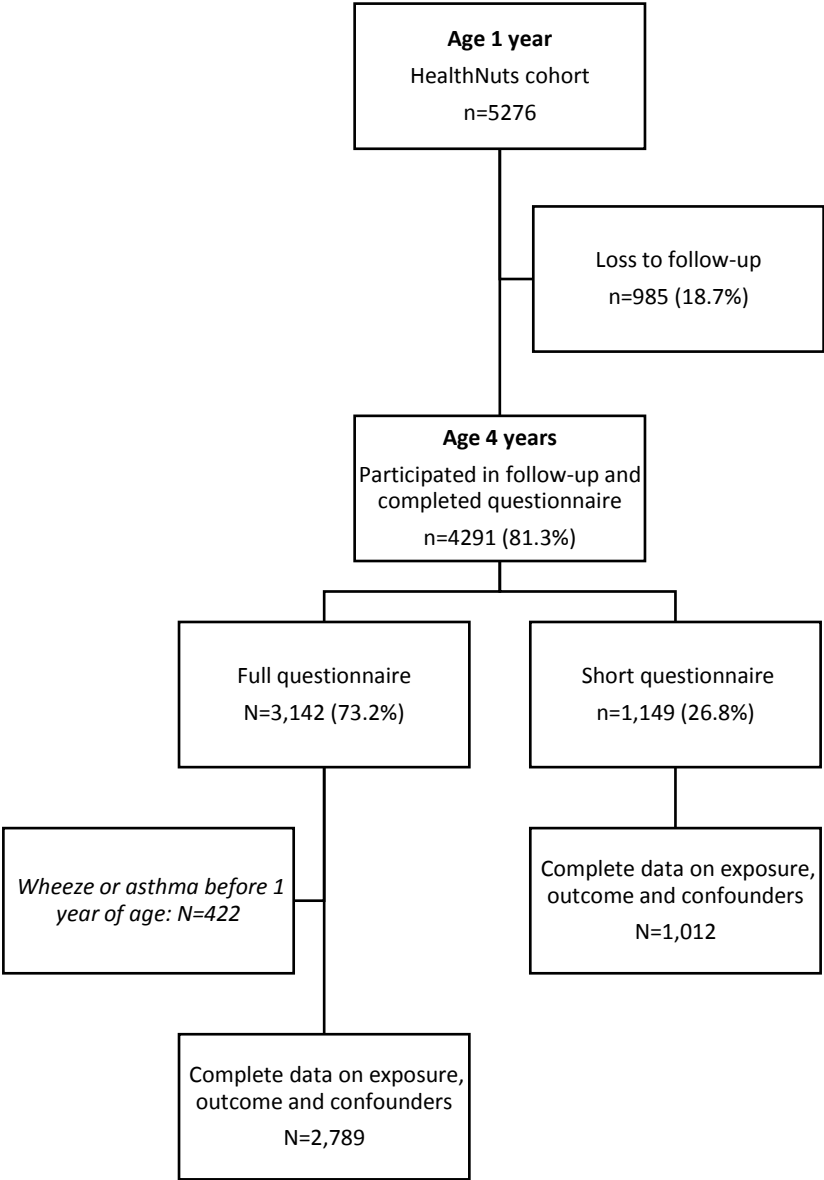 Age 1 year
HealthNuts cohort
n=5276
Loss to follow-up
n=985 (18.7%)
Age 4 years
Participated in follow-up and
completed questionnaire
n=4291 (81.3%)
Full questionnaire
N=3,142 (73.2%)
Short questionnaire
n=1,149 (26.8%)
Wheeze or asthma before 1
year of age: N=422
Complete data on exposure,
outcome and confounders
N=1,012
Complete data on exposure,
outcome and confounders
N=2,789